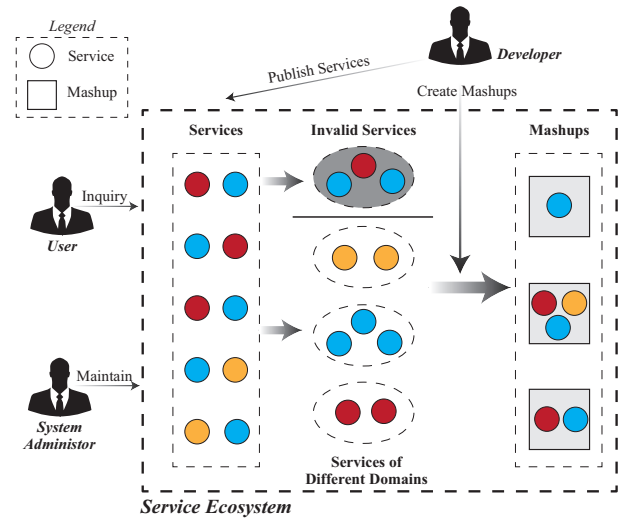 Legend
Service
Mashup
Developer
Publish Services
Create Mashups
Services
Invalid Services
Mashups
Inquiry
User
Maintain
System
Administor
Services of
Different Domains
Service Ecosystem